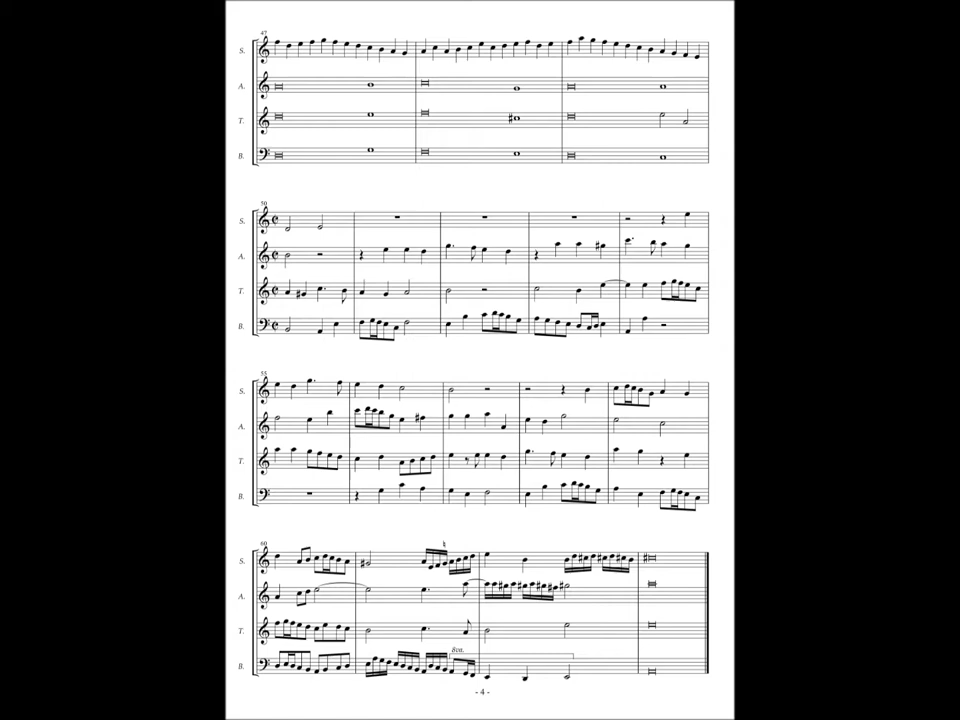 47
S.
A.
T.
B.
50
S.
A.
T.
B.
55
S.
A.
T.
B.
60
S.
A.
T.
8va.
B.
- 4 -